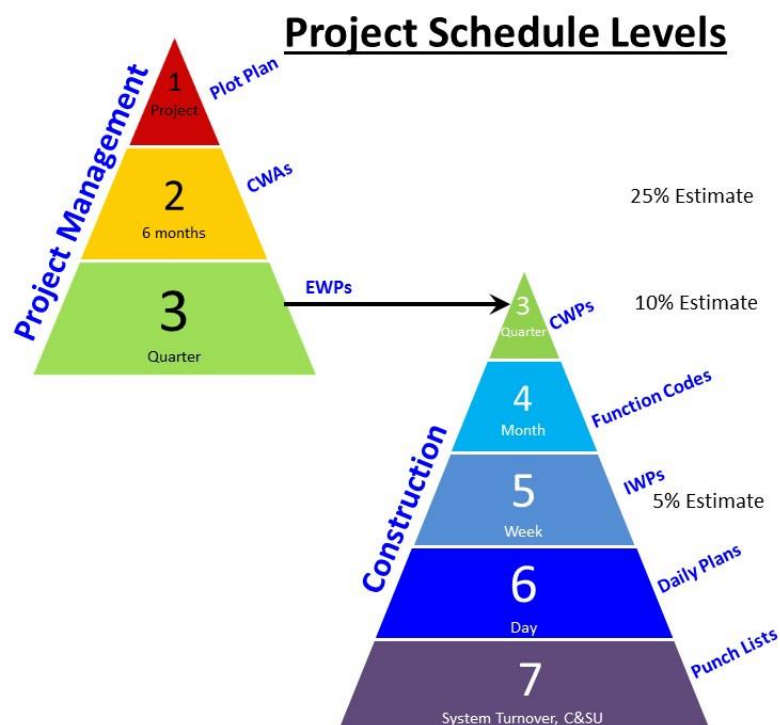 Project Schedule Levels
Project Management
1
Project
Plot Plan
2
6 months
CWAs
25% Estimate
3
Quarter
EWPs
3
Quarter
CWPs
10% Estimate
Construction
4
Month
Function Codes
5
Week
IWPs
5% Estimate
6
Day
Daily Plans
7
System Turnover, C&SU
Punch Lists